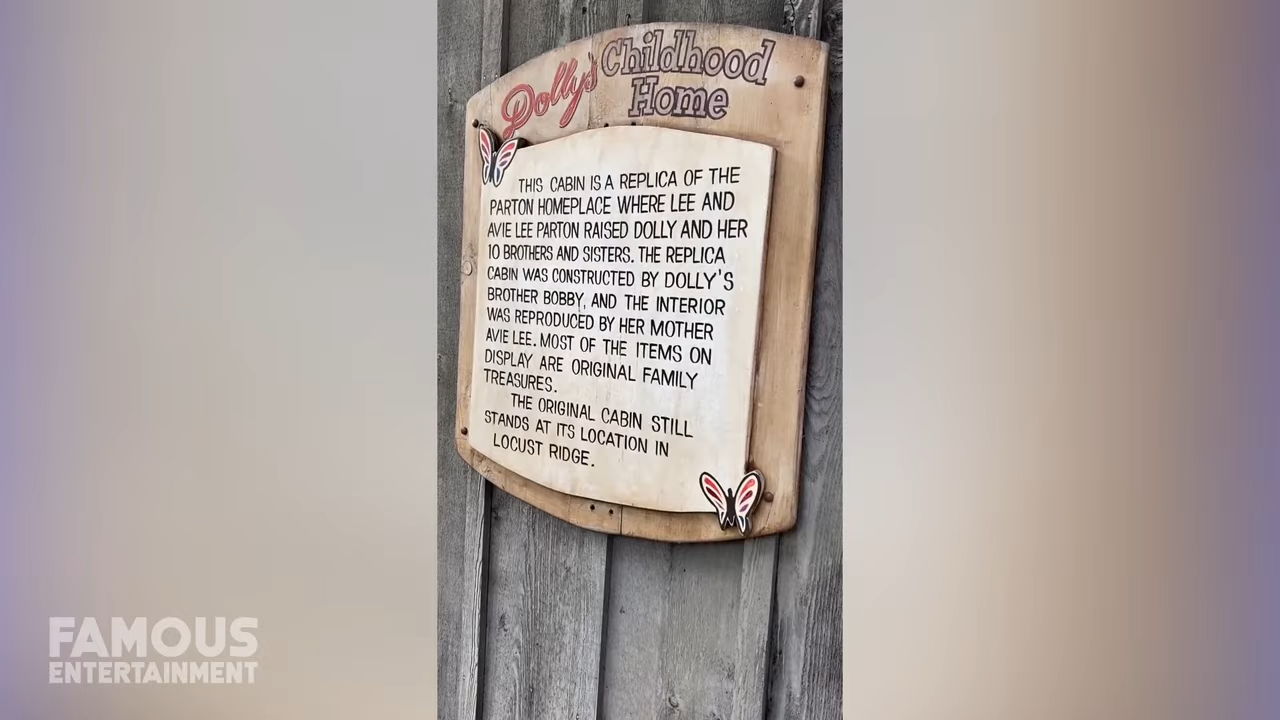 Dolly's Childhood
Home
THIS CABIN IS A REPLICA OF THE
PARTON HOMEPLACE WHERE LEE AND
AVIE LEE PARTON RAISED DOLLY AND HER
10 BROTHERS AND SISTERS. THE REPLICA
CABIN WAS CONSTRUCTED BY DOLLY'S
BROTHER BOBBY, AND THE INTERIOR
WAS REPRODUCED BY HER MOTHER
AVIE LEE. MOST OF THE ITEMS ON
DISPLAY ARE ORIGINAL FAMILY
TREASURES.
THE ORIGINAL CABIN STILL
STANDS AT ITS LOCATION IN
LOCUST RIDGE.
FAMOUS
ENTERTAINMENT